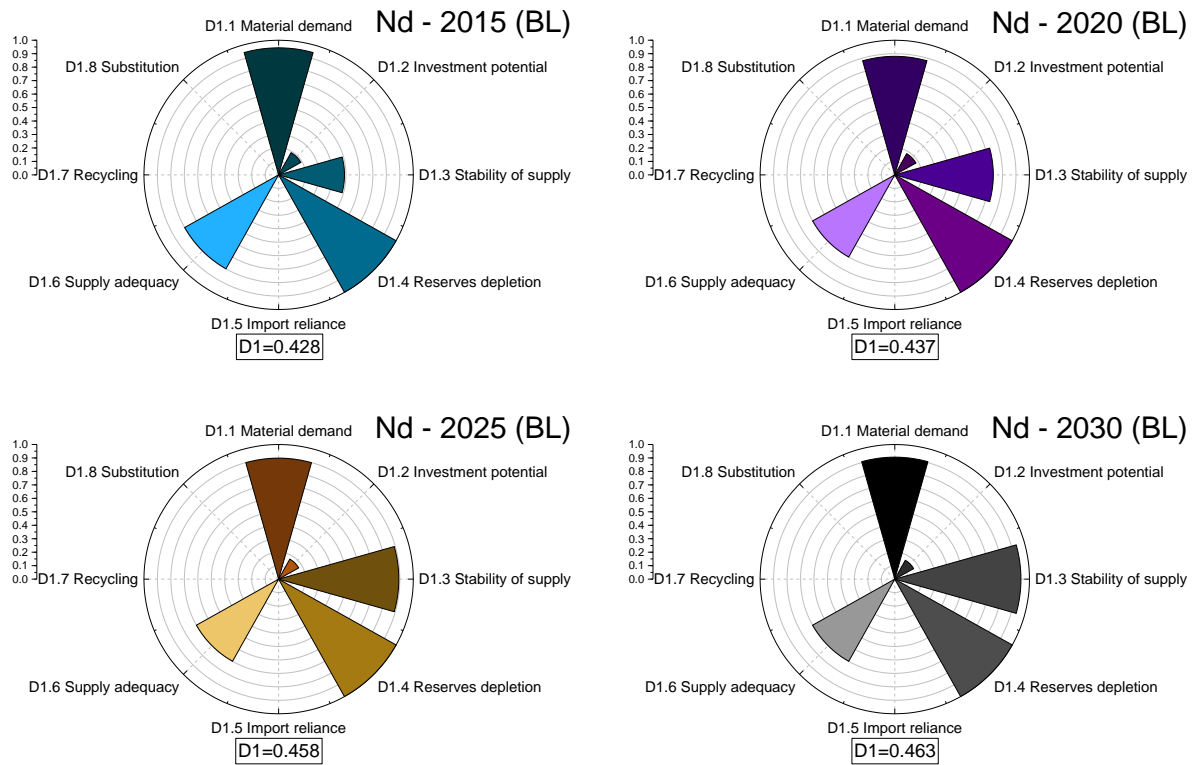 Nd - 2015 (BL)
D1.1 Material demand
D1.2 Investment potential
D1.3 Stability of supply
D1.4 Reserves depletion
D1.5 Import reliance
D1.6 Supply adequacy
D1.7 Recycling
D1.8 Substitution
1.0
0.9
0.8
0.7
0.6
0.5
0.4
0.3
0.2
0.1
0.0
D1=0.428
Nd - 2020 (BL)
D1.1 Material demand
D1.2 Investment potential
D1.3 Stability of supply
D1.4 Reserves depletion
D1.5 Import reliance
D1.6 Supply adequacy
D1.7 Recycling
D1.8 Substitution
1.0
0.9
0.8
0.7
0.6
0.5
0.4
0.3
0.2
0.1
0.0
D1=0.437
Nd - 2025 (BL)
D1.1 Material demand
D1.2 Investment potential
D1.3 Stability of supply
D1.4 Reserves depletion
D1.5 Import reliance
D1.6 Supply adequacy
D1.7 Recycling
D1.8 Substitution
1.0
0.9
0.8
0.7
0.6
0.5
0.4
0.3
0.2
0.1
0.0
D1=0.458
Nd - 2030 (BL)
D1.1 Material demand
D1.2 Investment potential
D1.3 Stability of supply
D1.4 Reserves depletion
D1.5 Import reliance
D1.6 Supply adequacy
D1.7 Recycling
D1.8 Substitution
1.0
0.9
0.8
0.7
0.6
0.5
0.4
0.3
0.2
0.1
0.0
D1=0.463